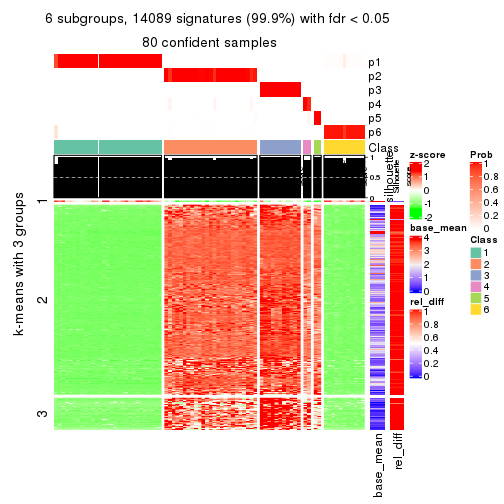 6 subgroups, 14089 signatures (99.9%) with fdr < 0.05
80 confident samples
p1
p2
p3
p4
p5
p6
Class
1
0.5
0
silhouette
Silhouette
score
k-means with 3 groups
1
2
3
base_mean
rel_diff
z-score
2
1
0
-1
-2
base_mean
4
3
2
1
0
rel_diff
1
0.8
0.6
0.4
0.2
0
Prob
1
0.8
0.6
0.4
0.2
0
Class
1
2
3
4
5
6